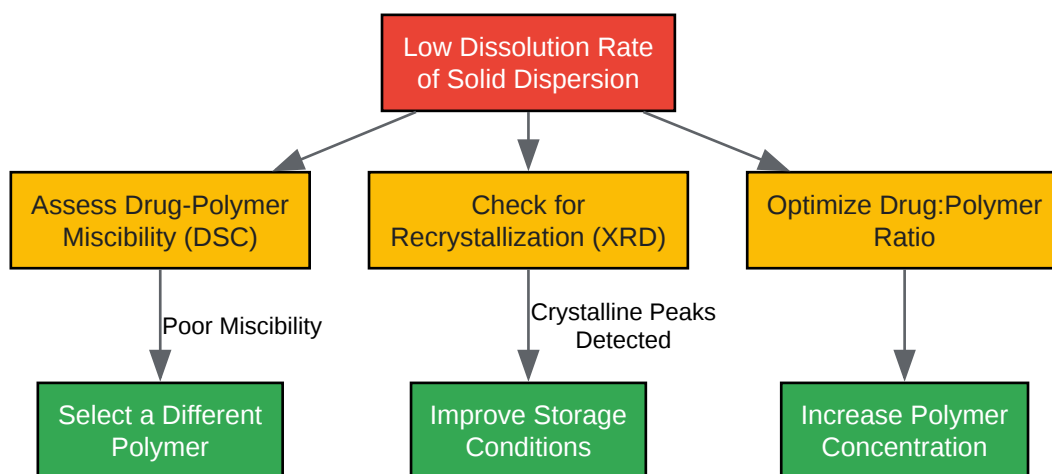 Low Dissolution Rate
of Solid Dispersion
Assess Drug-Polymer
Miscibility (DSC)
Check for
Recrystallization (XRD)
Optimize Drug:Polymer
Ratio
Poor Miscibility
Crystalline Peaks
Detected
Select a Different
Polymer
Improve Storage
Conditions
Increase Polymer
Concentration